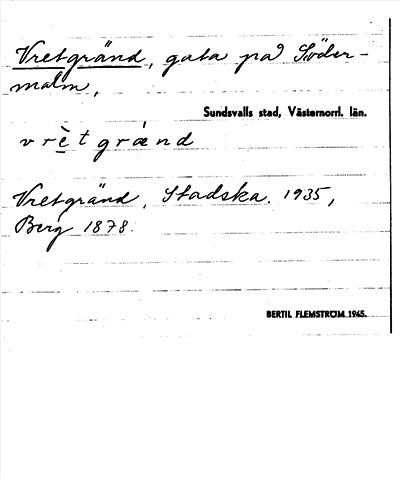 Vretgränd, gata på Söder-
malm,
Sundsvalls stad, Västernorrl. län.
v r è t g r ä́ n d
Vretgränd, Stadska. 1935,
Berg 1878.
BERTIL FLEMSTRÖM 1945.